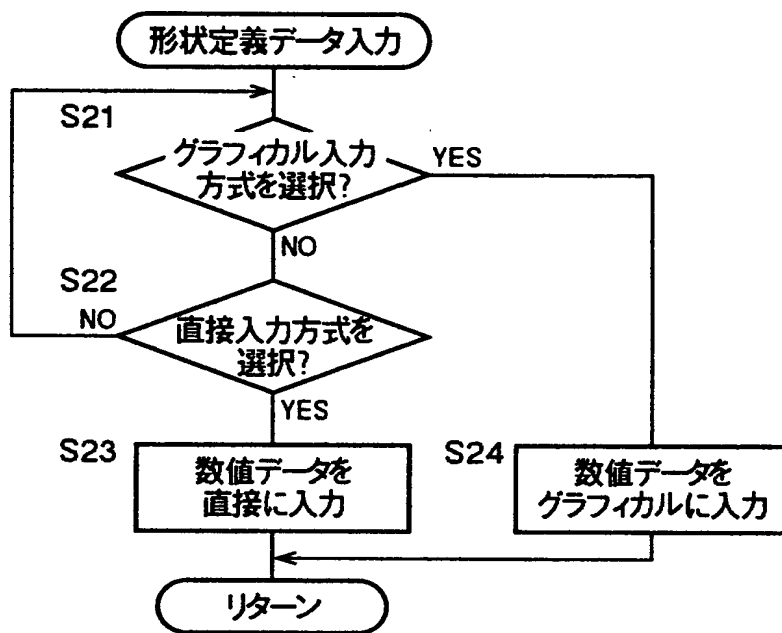 形状定義データ入力
S21
グラフィカル入力
方式を選択?
YES
NO
S22
NO
直接入力方式を
選択?
YES
S23
数値データを
直接に入力
S24
数値データを
グラフィカルに入力
リターン